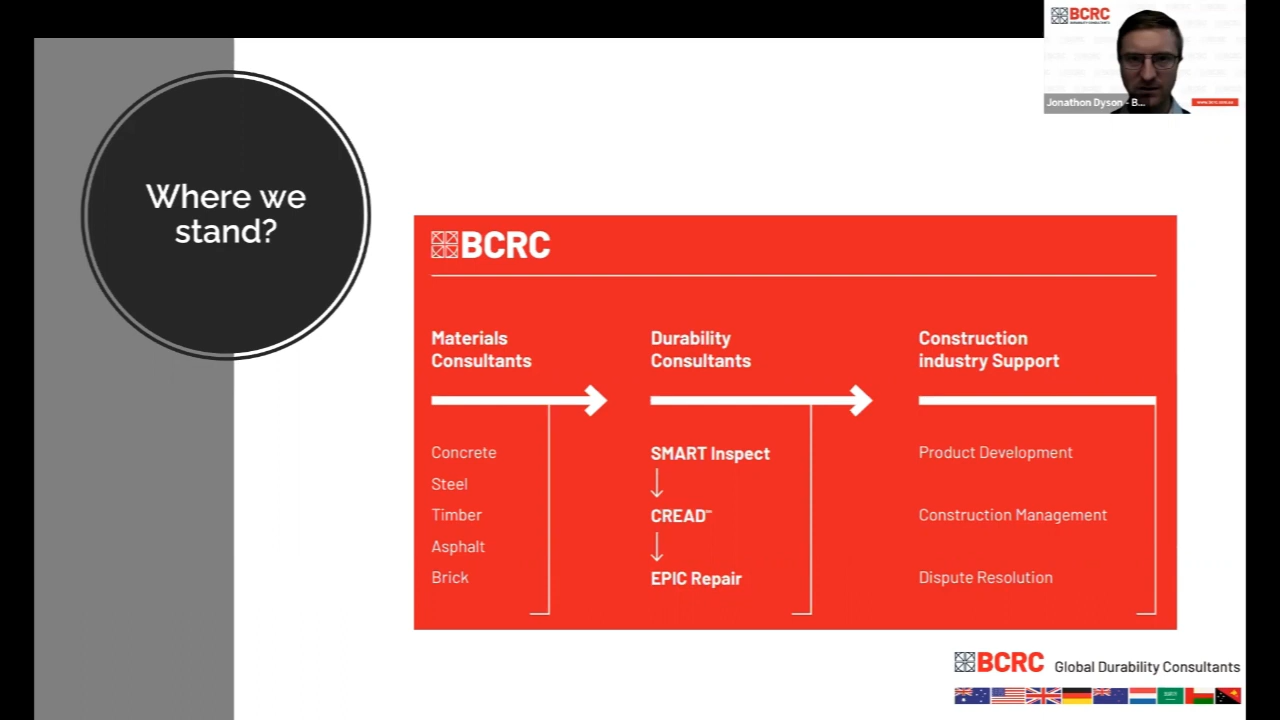 BCRC
Jonathon Dyson - B...
Where we
stand?
BCRC
Materials
Consultants
Durability
Consultants
Construction
industry Support
Concrete
Steel
Timber
Asphalt
Brick
SMART Inspect
CREAD™
EPIC Repair
Product Development
Construction Management
Dispute Resolution
BCRC Global Durability Consultants